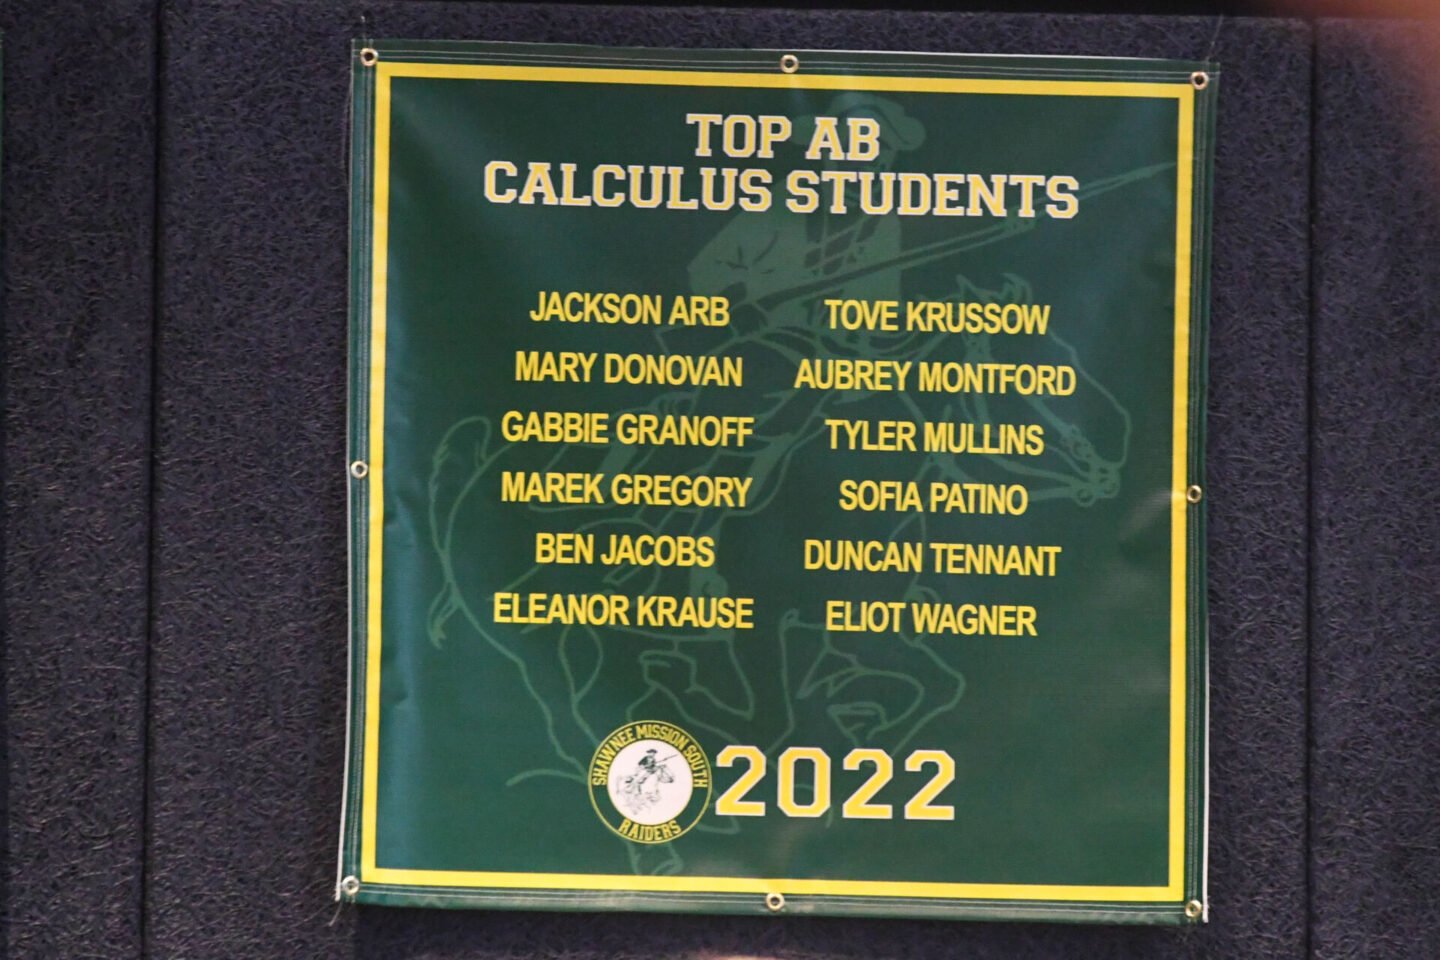 TOP AB
CALCULUS STUDENTS
JACKSON ARB
MARY DONOVAN
GABBIE GRANOFF
MAREK GREGORY
BEN JACOBS
ELEANOR KRAUSE
TOVE KRUSSOW
AUBREY MONTFORD
TYLER MULLINS
SOFIA PATINO
DUNCAN TENNANT
ELIOT WAGNER
SHAWNEE MISSION SOUTH
RAIDERS
2022